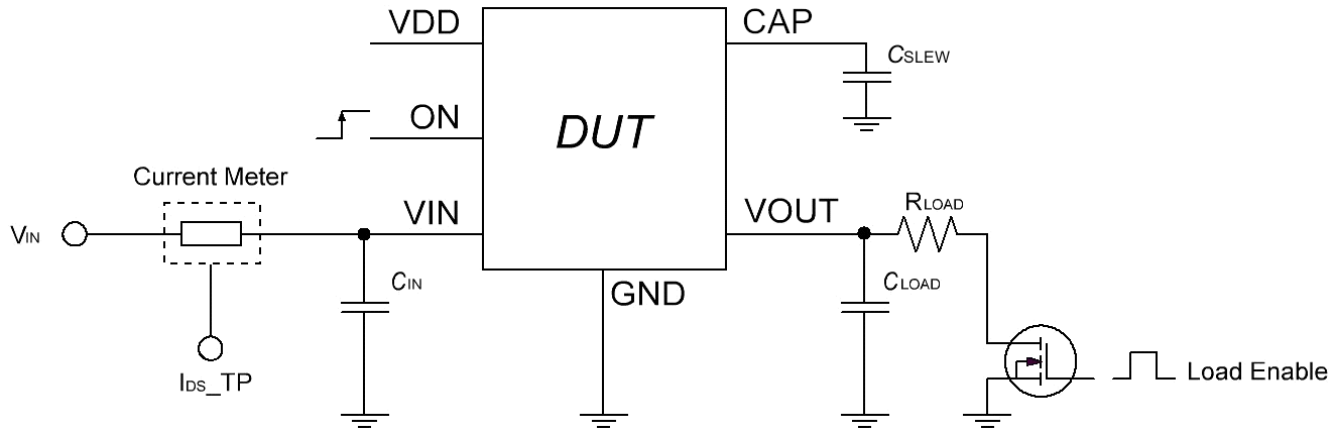 VDD
CAP
CSLEW
ON
DUT
Current Meter
VIN
VOUT
RLOAD
VIN
CIN
GND
CLOAD
IDS_TP
Load Enable